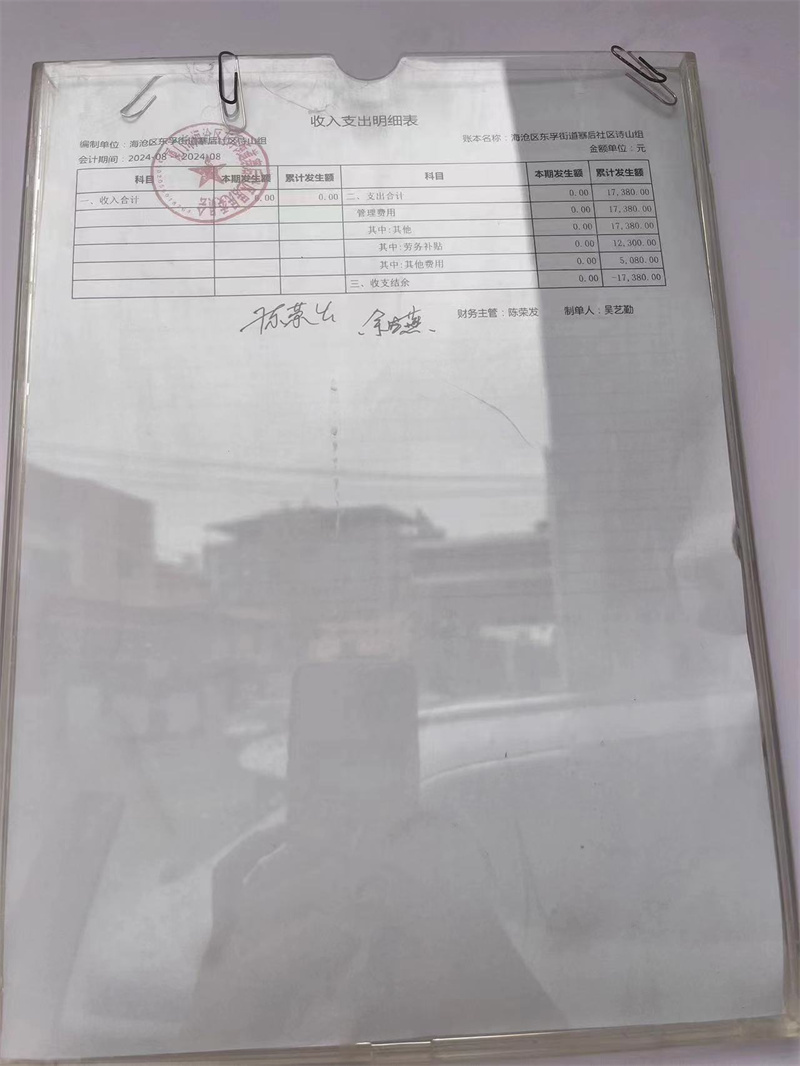 收入支出明细表
编制单位：海沧区东孚街道寨后社区诗山组 账本名称：海沧区东孚街道寨后社区诗山组
会计期间：2024-08 — 2024-08 金额单位：元
科目 本期发生额 累计发生额 科目 本期发生额 累计发生额
一、收入合计 0.00 0.00 二、支出合计 0.00 17,380.00
管理费用 0.00 17,380.00
其中:其他 0.00 17,380.00
其中:劳务补贴 0.00 12,300.00
其中:其他费用 0.00 5,080.00
三、收支结余 0.00 -17,380.00
财务主管：陈荣发 制单人：吴艺勤